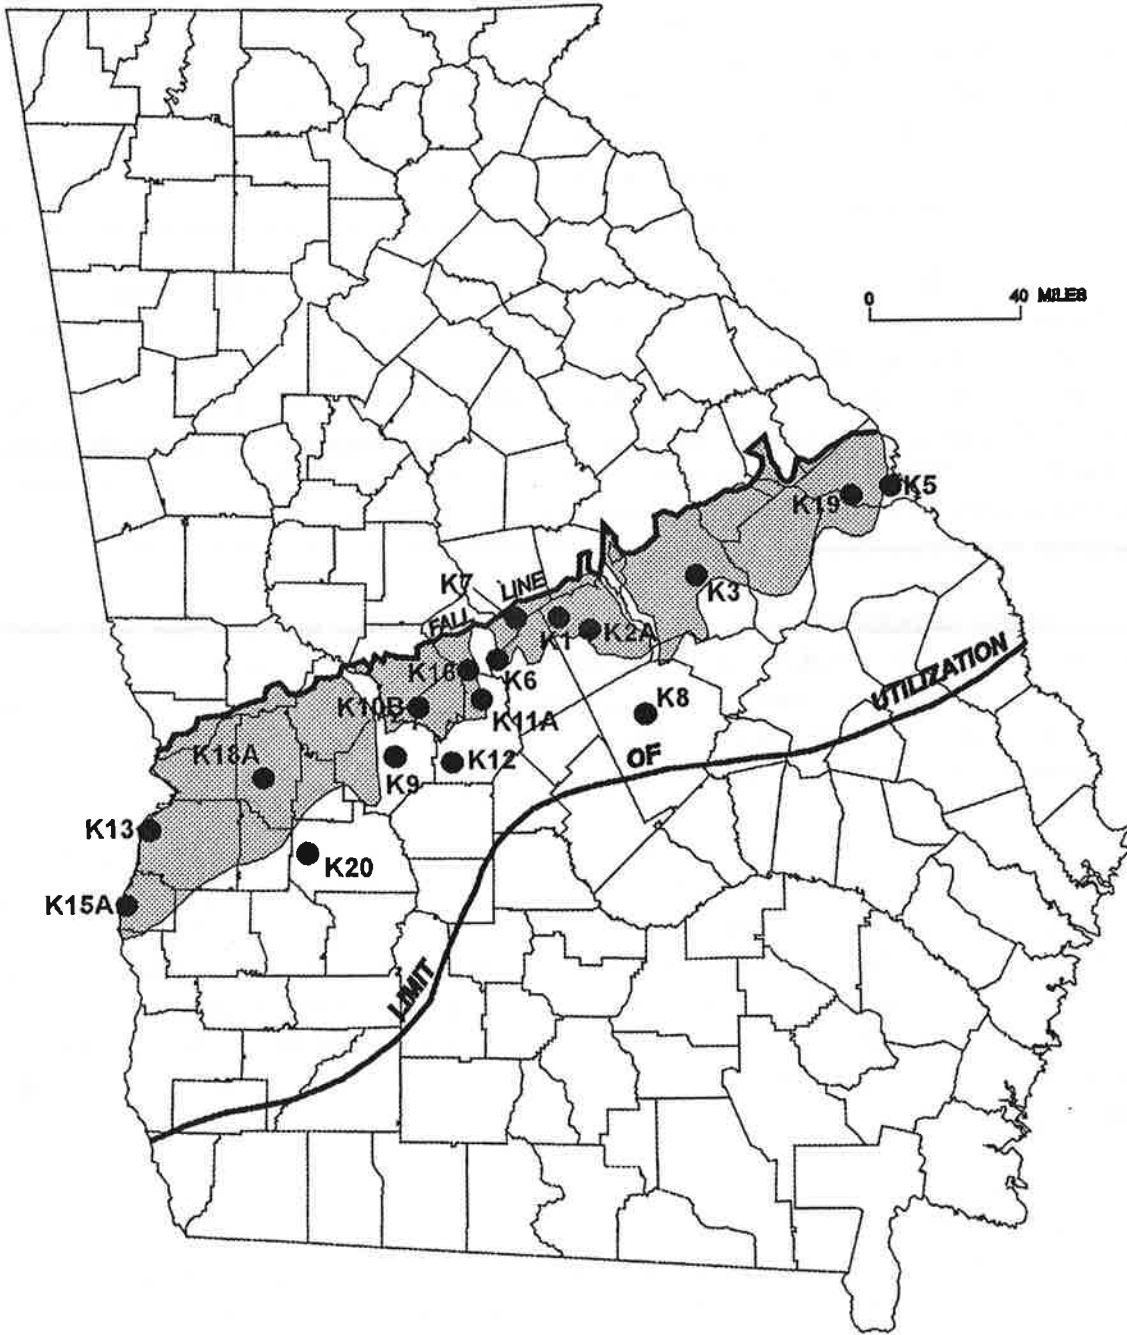 0 40 MILES
K5
K19
K3
K7
FALL LINE
K1
K2A
K16
K6
K10B
K11A
K8
UTILIZATION
K18A
K9
K12
OF
K13
K20
K15A
LIMIT